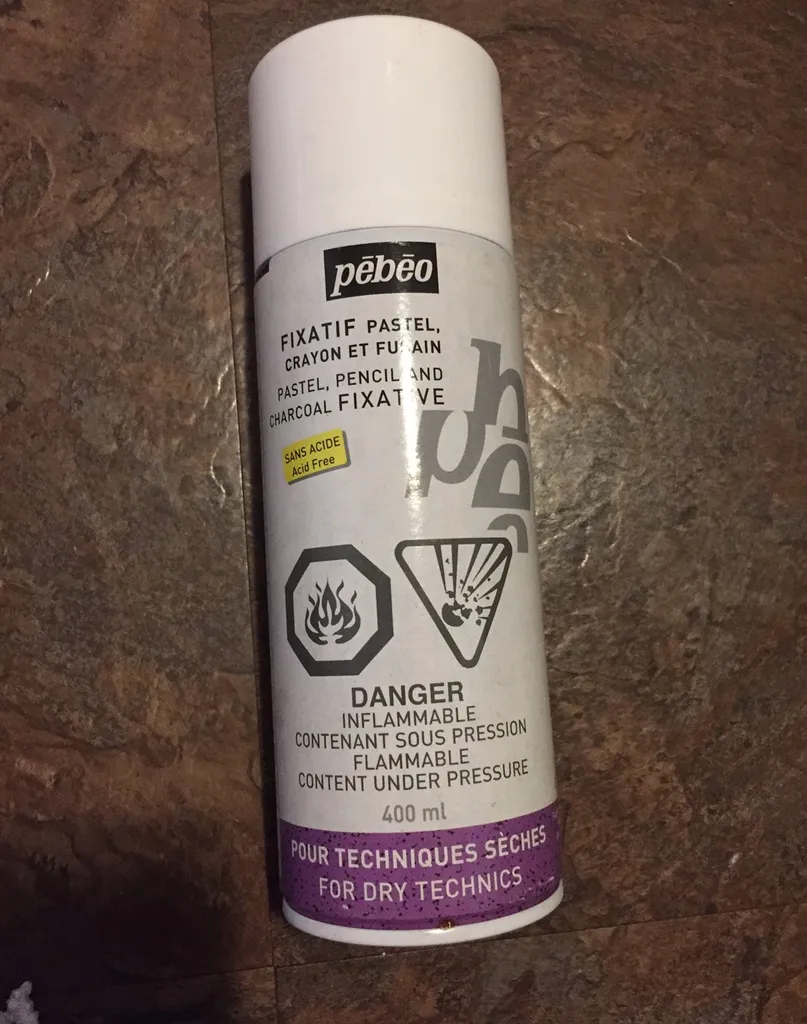 pēbēo
FIXATIF PASTEL,
CRAYON ET FUSAIN
PASTEL, PENCIL AND
CHARCOAL FIXATIVE
SANS ACIDE
Acid Free
DANGER
INFLAMMABLE
CONTENANT SOUS PRESSION
FLAMMABLE
CONTENT UNDER PRESSURE
400 ml
POUR TECHNIQUES SÈCHES
FOR DRY TECHNICS